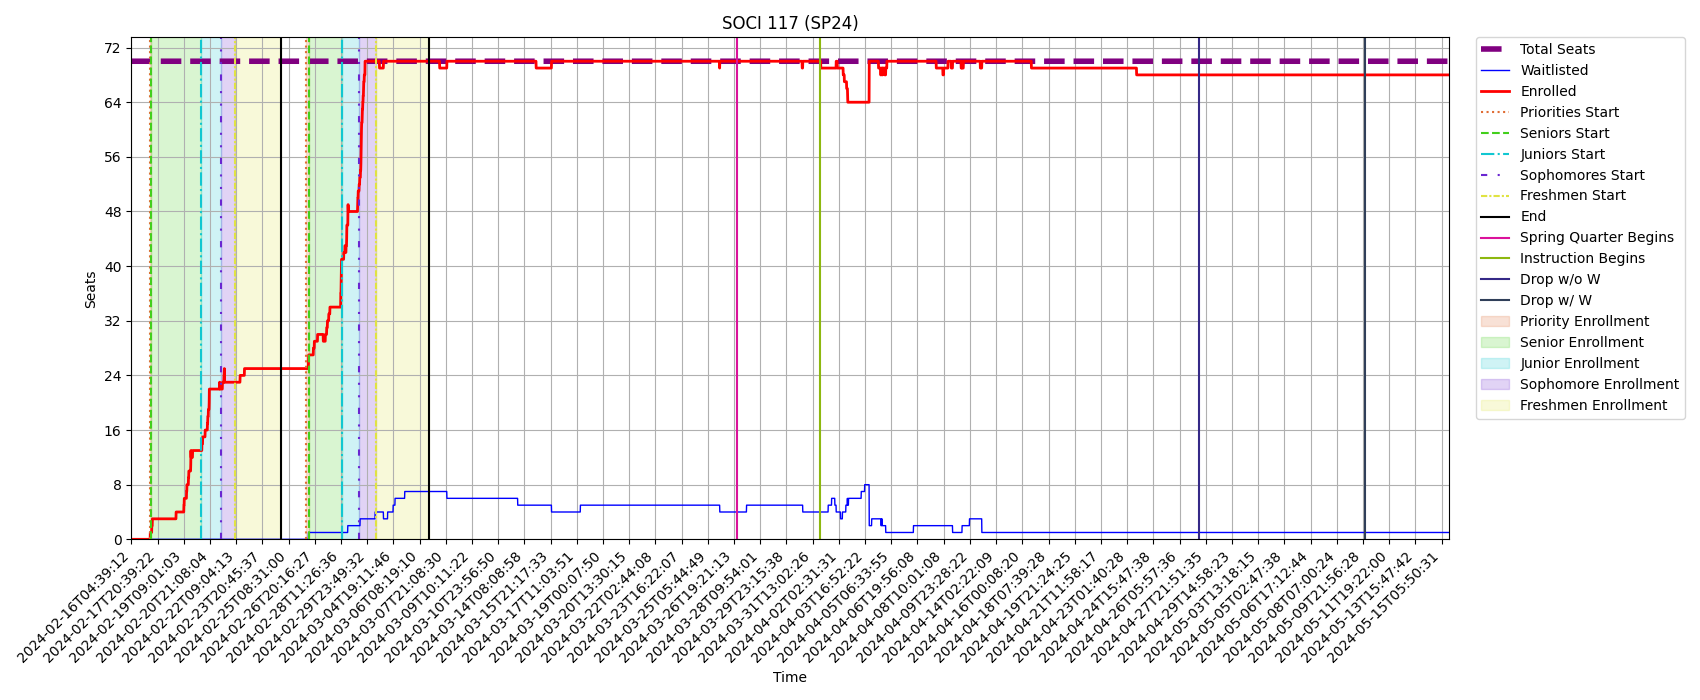 SOCI 117 (SP24)
Seats
72
64
56
48
40
32
24
16
8
0
2024-02-16T04:39:12
2024-02-17T20:39:22
2024-02-19T09:01:03
2024-02-20T21:08:04
2024-02-22T09:04:13
2024-02-23T20:45:37
2024-02-25T08:31:00
2024-02-26T20:16:27
2024-02-28T11:26:36
2024-02-29T23:49:32
2024-03-04T19:11:46
2024-03-06T08:19:10
2024-03-07T21:08:30
2024-03-09T10:11:22
2024-03-10T23:56:50
2024-03-14T08:08:58
2024-03-15T21:17:33
2024-03-17T11:03:51
2024-03-19T00:07:50
2024-03-20T13:30:15
2024-03-22T02:44:08
2024-03-23T16:22:07
2024-03-25T05:44:49
2024-03-26T19:21:13
2024-03-28T09:54:01
2024-03-29T23:15:38
2024-03-31T13:02:26
2024-04-02T02:31:31
2024-04-03T16:52:22
2024-04-05T06:33:55
2024-04-06T19:56:08
2024-04-08T10:01:08
2024-04-09T23:28:22
2024-04-14T02:22:09
2024-04-16T00:08:20
2024-04-18T07:39:28
2024-04-19T21:24:25
2024-04-21T11:58:17
2024-04-23T01:40:28
2024-04-24T15:47:38
2024-04-26T05:57:36
2024-04-27T21:51:35
2024-04-29T14:58:23
2024-05-03T13:18:15
2024-05-05T02:47:38
2024-05-06T17:12:44
2024-05-08T07:00:24
2024-05-09T21:56:28
2024-05-11T19:22:00
2024-05-13T15:47:42
2024-05-15T05:50:31
Time
Total Seats
Waitlisted
Enrolled
Priorities Start
Seniors Start
Juniors Start
Sophomores Start
Freshmen Start
End
Spring Quarter Begins
Instruction Begins
Drop w/o W
Drop w/ W
Priority Enrollment
Senior Enrollment
Junior Enrollment
Sophomore Enrollment
Freshmen Enrollment